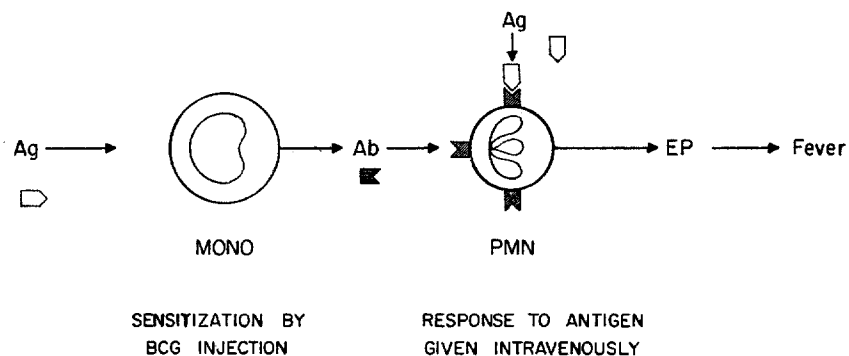 Ag
Ag
Ab
EP
Fever
MONO
PMN
SENSITIZATION BY
BCG INJECTION
RESPONSE TO ANTIGEN
GIVEN INTRAVENOUSLY